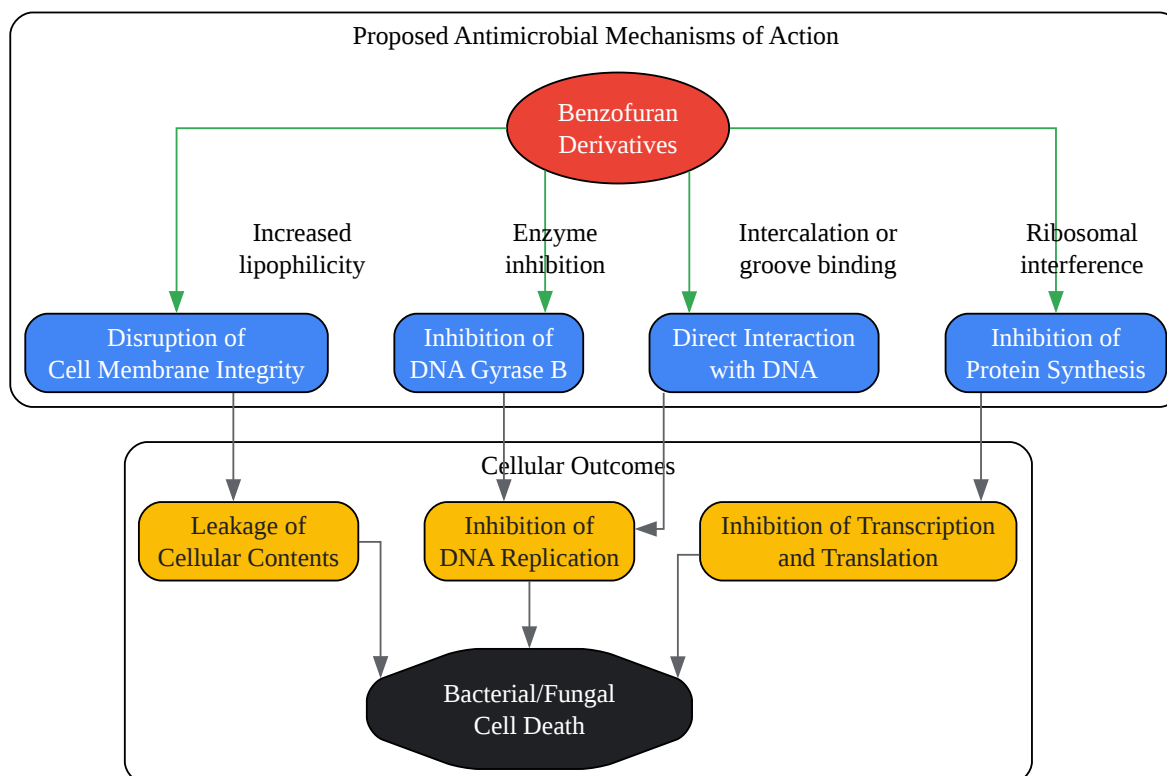 Proposed Antimicrobial Mechanisms of Action
Benzofuran
Derivatives
Increased
lipophilicity
Enzyme
inhibition
Intercalation or
groove binding
Ribosomal
interference
Disruption of
Cell Membrane Integrity
Inhibition of
DNA Gyrase B
Direct Interaction
with DNA
Inhibition of
Protein Synthesis
Cellular Outcomes
Leakage of
Cellular Contents
Inhibition of
DNA Replication
Inhibition of Transcription
and Translation
Bacterial/Fungal
Cell Death